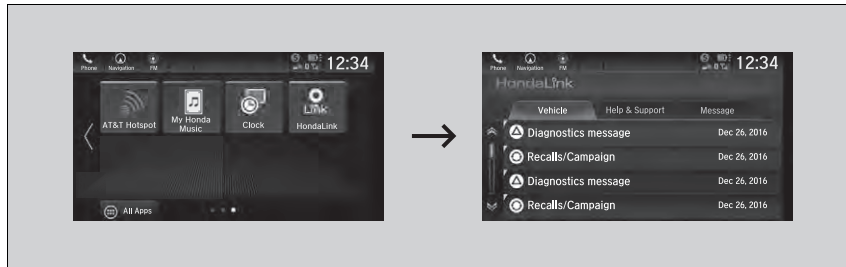 Phone Navigation FM 12:34
AT&T Hotspot
My Honda
Music
Clock
Link
HondaLink
All Apps
Phone Navigation FM 12:34
HondaLink
Vehicle Help & Support Message
Diagnostics message Dec 26, 2016
Recalls/Campaign Dec 26, 2016
Diagnostics message Dec 26, 2016
Recalls/Campaign Dec 26, 2016